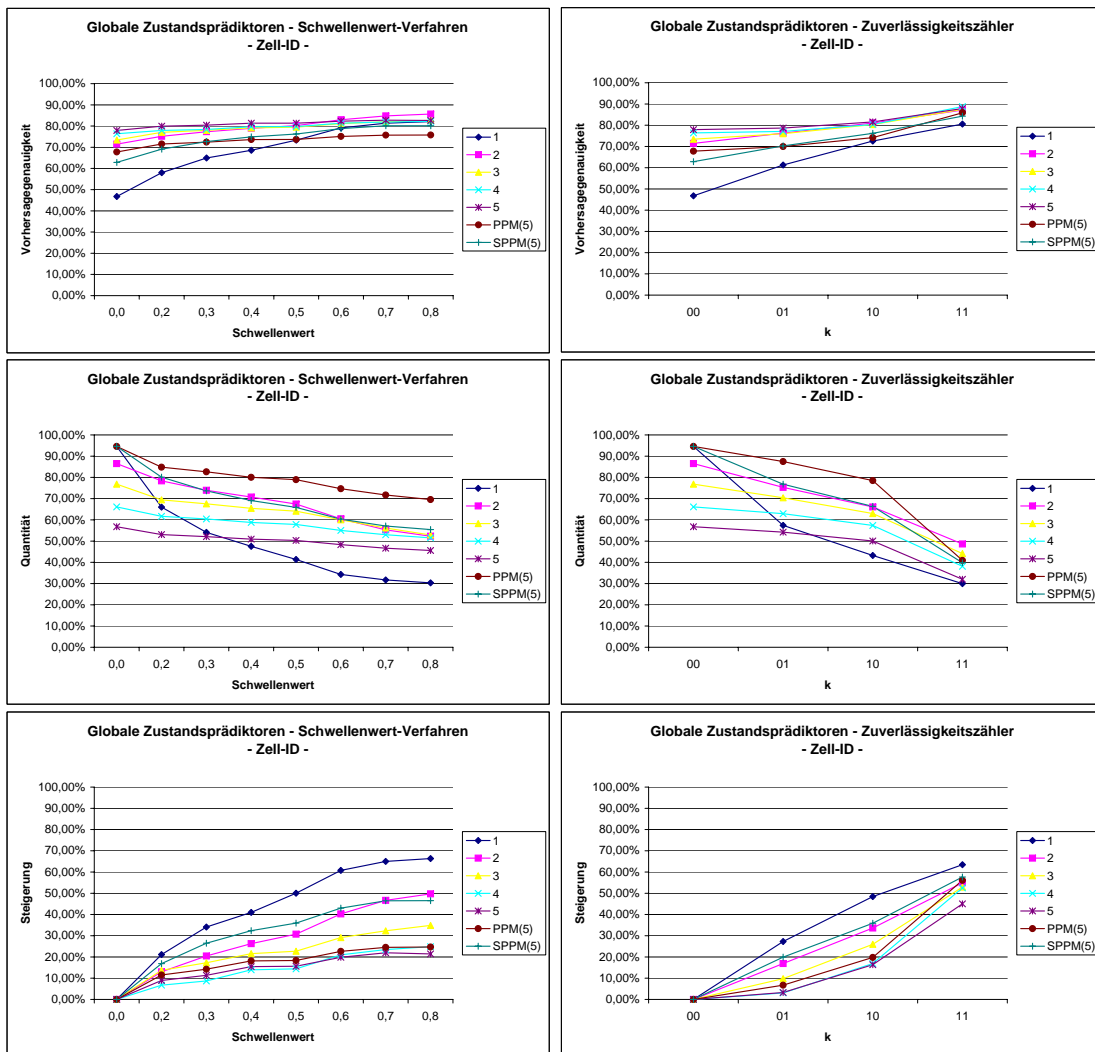 Globale Zustandsprädiktoren - Schwellenwert-Verfahren
- Zell-ID -
Vorhersagegenauigkeit
100,00%
90,00%
80,00%
70,00%
60,00%
50,00%
40,00%
30,00%
20,00%
10,00%
0,00%
0,0 0,2 0,3 0,4 0,5 0,6 0,7 0,8
Schwellenwert
1
2
3
4
5
PPM(5)
SPPM(5)
Globale Zustandsprädiktoren - Zuverlässigkeitszähler
- Zell-ID -
Vorhersagegenauigkeit
100,00%
90,00%
80,00%
70,00%
60,00%
50,00%
40,00%
30,00%
20,00%
10,00%
0,00%
00 01 10 11
k
1
2
3
4
5
PPM(5)
SPPM(5)
Globale Zustandsprädiktoren - Schwellenwert-Verfahren
- Zell-ID -
Quantität
100,00%
90,00%
80,00%
70,00%
60,00%
50,00%
40,00%
30,00%
20,00%
10,00%
0,00%
0,0 0,2 0,3 0,4 0,5 0,6 0,7 0,8
Schwellenwert
1
2
3
4
5
PPM(5)
SPPM(5)
Globale Zustandsprädiktoren - Zuverlässigkeitszähler
- Zell-ID -
Quantität
100,00%
90,00%
80,00%
70,00%
60,00%
50,00%
40,00%
30,00%
20,00%
10,00%
0,00%
00 01 10 11
k
1
2
3
4
5
PPM(5)
SPPM(5)
Globale Zustandsprädiktoren - Schwellenwert-Verfahren
- Zell-ID -
Steigerung
100,00%
90,00%
80,00%
70,00%
60,00%
50,00%
40,00%
30,00%
20,00%
10,00%
0,00%
0,0 0,2 0,3 0,4 0,5 0,6 0,7 0,8
Schwellenwert
1
2
3
4
5
PPM(5)
SPPM(5)
Globale Zustandsprädiktoren - Zuverlässigkeitszähler
- Zell-ID -
Steigerung
100,00%
90,00%
80,00%
70,00%
60,00%
50,00%
40,00%
30,00%
20,00%
10,00%
0,00%
00 01 10 11
k
1
2
3
4
5
PPM(5)
SPPM(5)